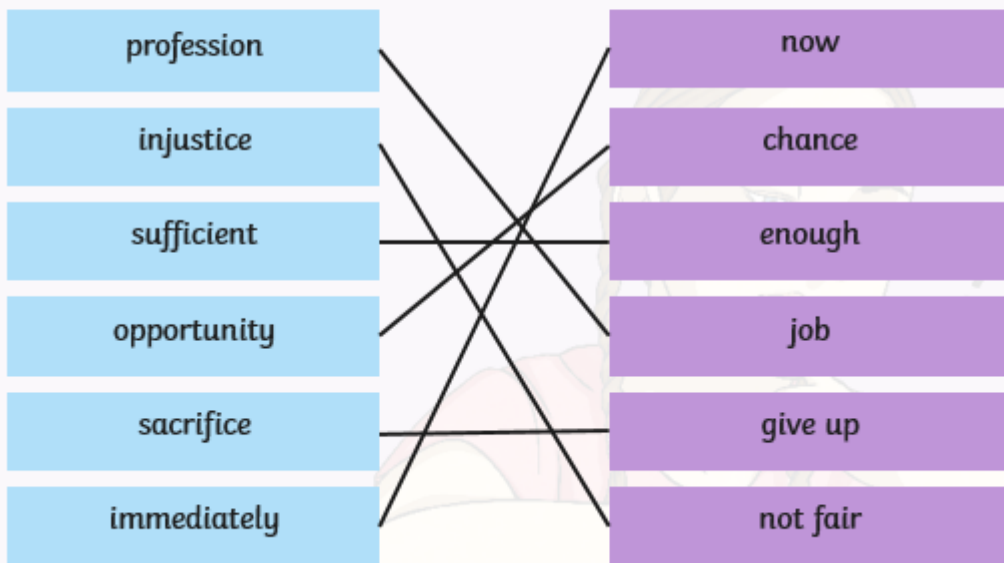 profession
now
injustice
chance
sufficient
enough
opportunity
job
sacrifice
give up
immediately
not fair